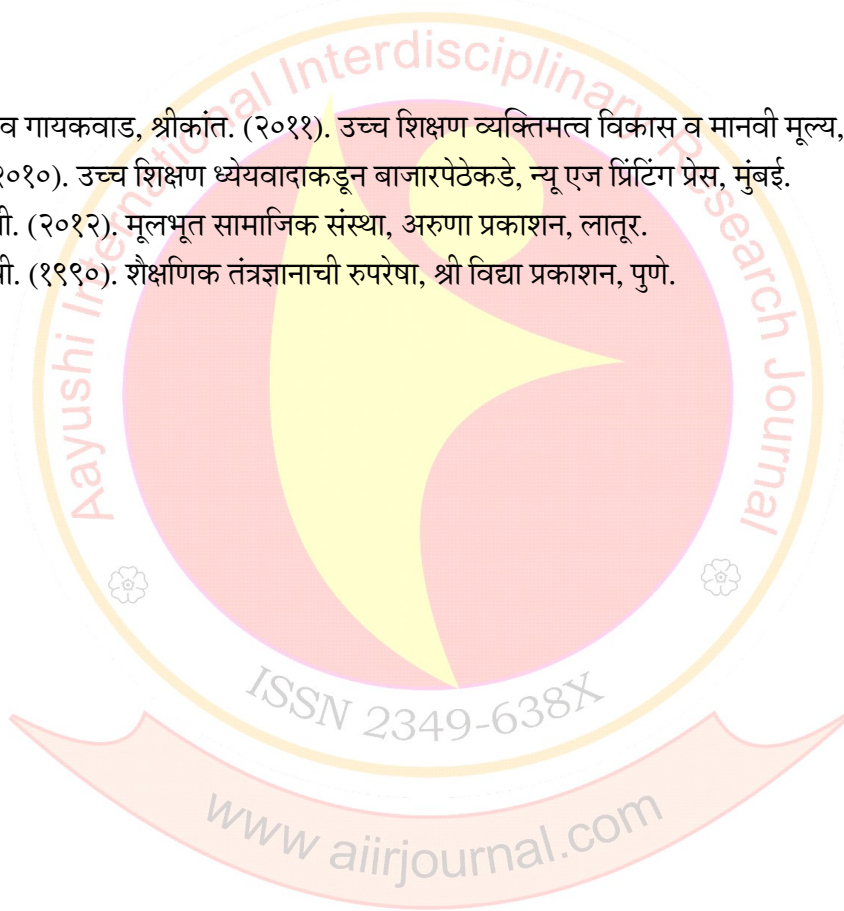 व गायकवाड, श्रीकांत. (२०११). उच्च शिक्षण व्यक्तिमत्व विकास व मानवी मूल्य,
२०१०). उच्च शिक्षण ध्येयवादाकडून बाजारपेठेकडे, न्यू एज प्रिंटिंग प्रेस, मुंबई.
(२०१२). मूलभूत सामाजिक संस्था, अरुणा प्रकाशन, लातूर.
(१९९०). शैक्षणिक तंत्रज्ञानाची रुपरेषा, श्री विद्या प्रकाशन, पुणे.
Aayushi International Interdisciplinary Research Journal
ISSN 2349-638X
www aiirjournal.com